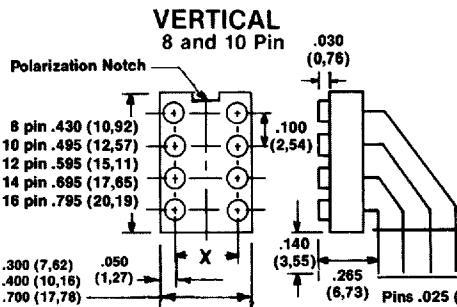 VERTICAL
8 and 10 Pin
.030
(0,76)
Polarization Notch
8 pin .430 (10,92)
10 pin .495 (12,57)
12 pin .595 (15,11)
14 pin .695 (17,65)
16 pin .795 (20,19)
.100
(2,54)
X
.300 (7,62)
.400 (10,16)
.700 (17,78)
.050
(1,27)
.140
(3,55)
.265
(6,73)
Pins .025 (